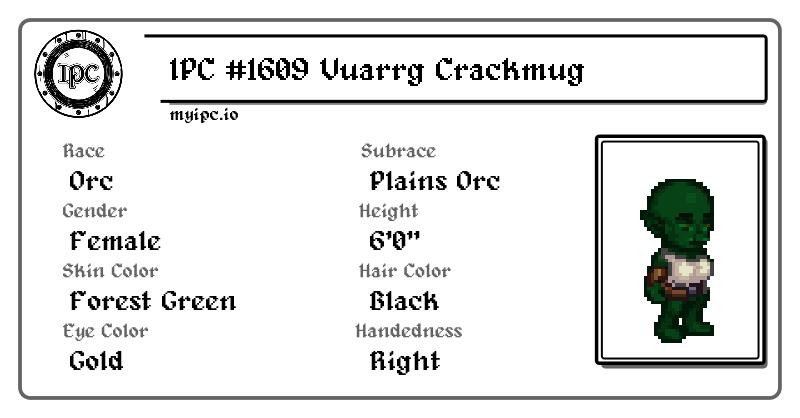 IPC
IPC #1609 Vuarrg Crackmug
myipc.io
Race
Orc
Subrace
Plains Orc
Gender
Female
Height
6'0"
Skin Color
Forest Green
Hair Color
Black
Eye Color
Gold
Handedness
Right